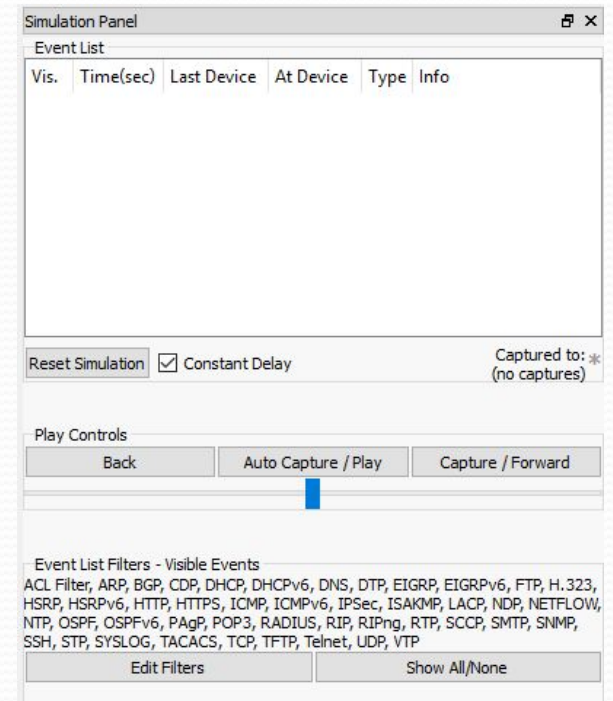 Simulation Panel
Event List
Vis. Time(sec) Last Device At Device Type Info
Reset Simulation Constant Delay Captured to: *
(no captures)
Play Controls
Back Auto Capture / Play Capture / Forward
Event List Filters - Visible Events
ACL Filter, ARP, BGP, CDP, DHCP, DHCPv6, DNS, DTP, EIGRP, EIGRPv6, FTP, H.323,
HSRP, HSRPv6, HTTP, HTTPS, ICMP, ICMPv6, IPSec, ISAKMP, LACP, NDP, NETFLOW,
NTP, OSPF, OSPFv6, PAgP, POP3, RADIUS, RIP, RIPng, RTP, SCCP, SMTP, SNMP,
SSH, STP, SYSLOG, TACACS, TCP, TFTP, Telnet, UDP, VTP
Edit Filters Show All/None